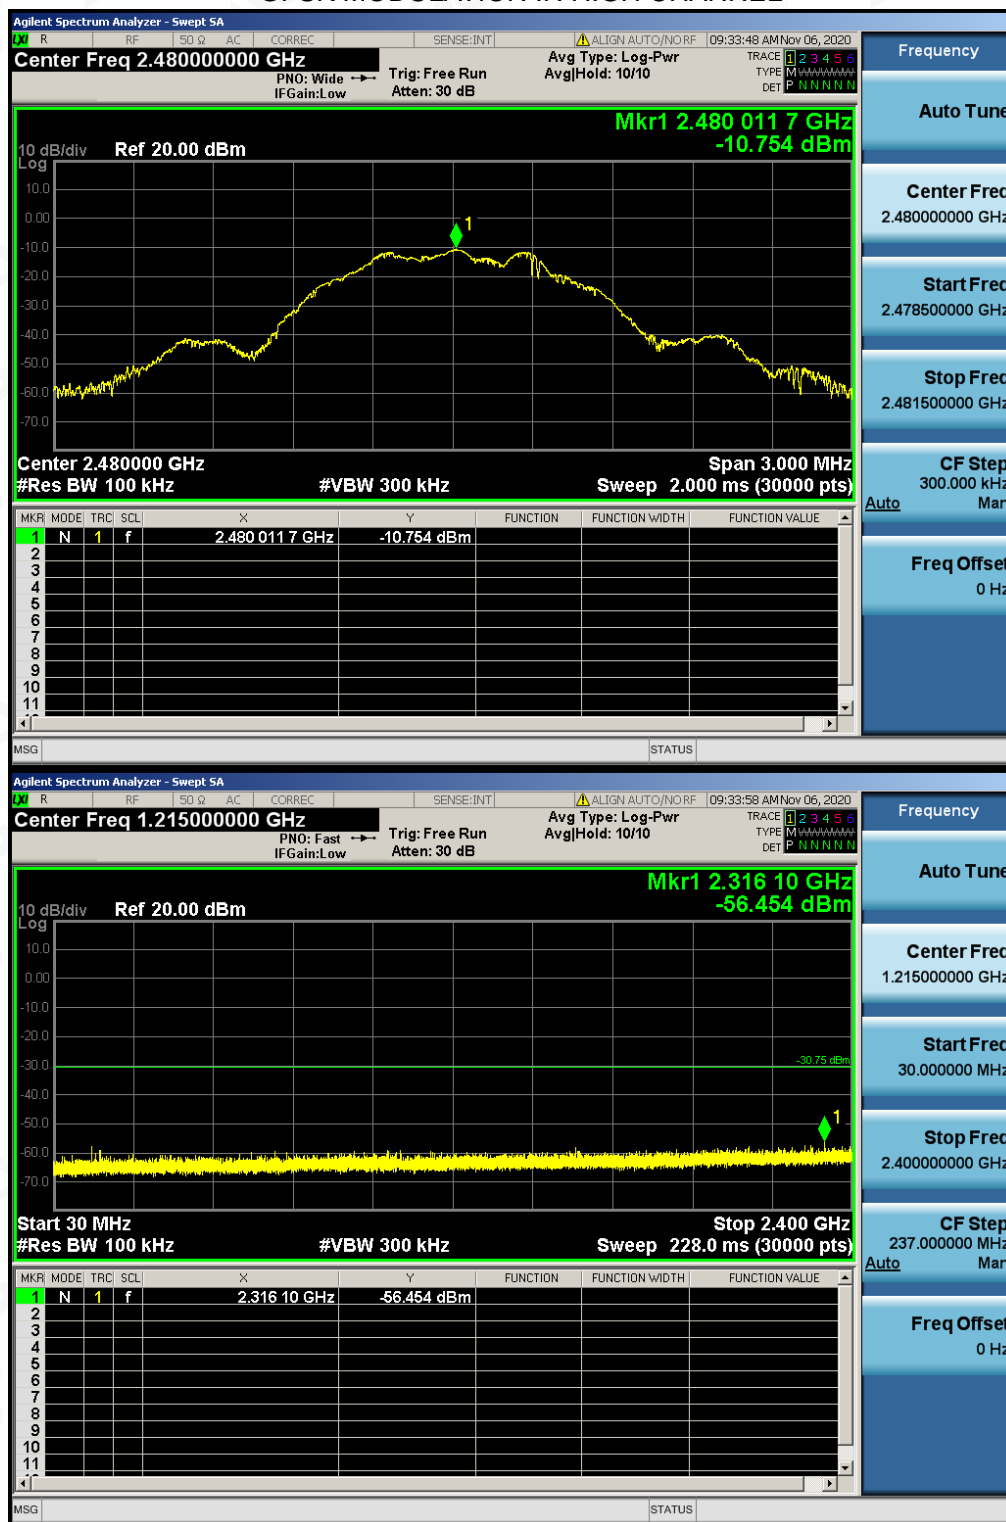 Agilent Spectrum Analyzer - Swept SA
LXI R RF 50 Ω AC CORREC SENSE:INT ALIGN AUTO/NO RF 09:33:48 AM Nov 06, 2020
Center Freq 2.480000000 GHz
PNO: Wide
IFGain:Low
Trig: Free Run
Atten: 30 dB
Avg Type: Log-Pwr
Avg|Hold: 10/10
TRACE 1 2 3 4 5 6
TYPE M
DET P N N N N N
Frequency
Mkr1 2.480 011 7 GHz
-10.754 dBm
10 dB/div Ref 20.00 dBm
Log
10.0
0.00
-10.0
-20.0
-30.0
-40.0
-50.0
-60.0
-70.0
1
Center 2.480000 GHz Span 3.000 MHz
#Res BW 100 kHz #VBW 300 kHz Sweep 2.000 ms (30000 pts)
MKR MODE TRC SCL X Y FUNCTION FUNCTION WIDTH FUNCTION VALUE
1 N 1 f 2.480 011 7 GHz -10.754 dBm
2
3
4
5
6
7
8
9
10
11
MSG STATUS
Auto Tune
Center Freq
2.480000000 GHz
Start Freq
2.478500000 GHz
Stop Freq
2.481500000 GHz
CF Step
300.000 kHz
Auto Man
Freq Offset
0 Hz
Agilent Spectrum Analyzer - Swept SA
LXI R RF 50 Ω AC CORREC SENSE:INT ALIGN AUTO/NO RF 09:33:58 AM Nov 06, 2020
Center Freq 1.215000000 GHz
PNO: Fast
IFGain:Low
Trig: Free Run
Atten: 30 dB
Avg Type: Log-Pwr
Avg|Hold: 10/10
TRACE 1 2 3 4 5 6
TYPE M
DET P N N N N N
Frequency
Mkr1 2.316 10 GHz
-56.454 dBm
10 dB/div Ref 20.00 dBm
Log
10.0
0.00
-10.0
-20.0
-30.0
-40.0
-50.0
-60.0
-70.0
-30.75 dBm
1
Start 30 MHz Stop 2.400 GHz
#Res BW 100 kHz #VBW 300 kHz Sweep 228.0 ms (30000 pts)
MKR MODE TRC SCL X Y FUNCTION FUNCTION WIDTH FUNCTION VALUE
1 N 1 f 2.316 10 GHz -56.454 dBm
2
3
4
5
6
7
8
9
10
11
MSG STATUS
Auto Tune
Center Freq
1.215000000 GHz
Start Freq
30.000000 MHz
Stop Freq
2.400000000 GHz
CF Step
237.000000 MHz
Auto Man
Freq Offset
0 Hz